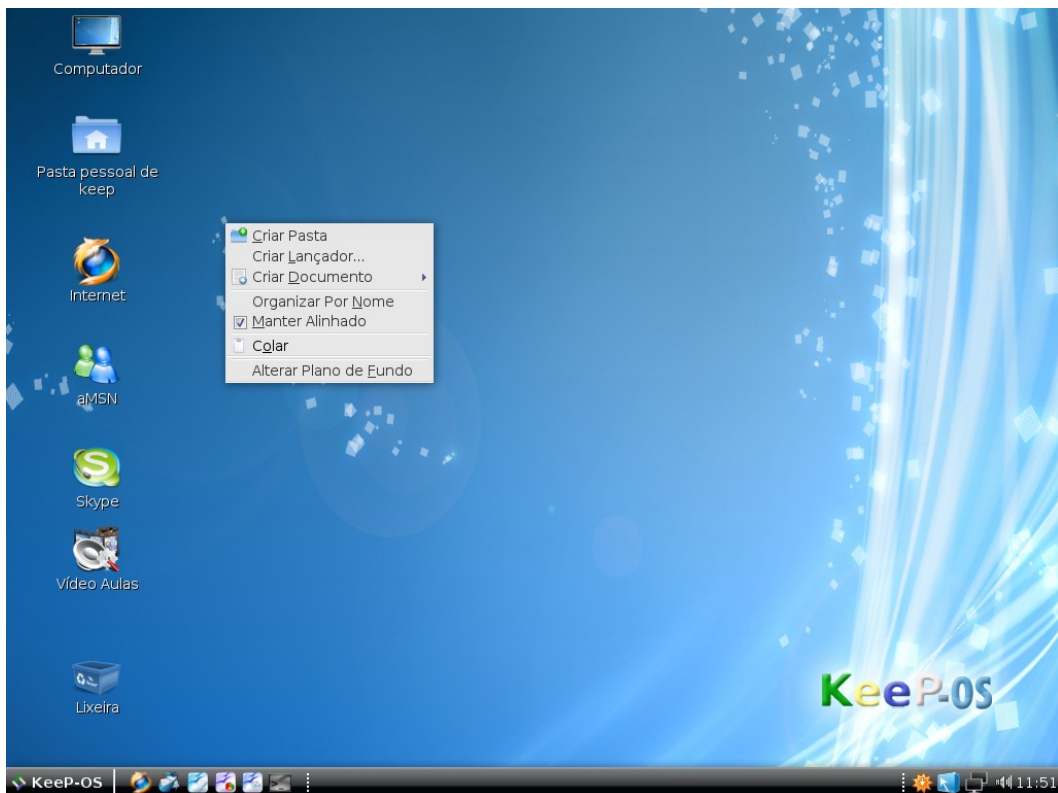 Computador
Pasta pessoal de
keep
Internet
aMSN
Skype
Vídeo Aulas
Lixeira
Criar Pasta
Criar Lançador...
Criar Documento
Organizar Por Nome
Manter Alinhado
Colar
Alterar Plano de Fundo
KeeP-OS
KeeP-OS
11:51